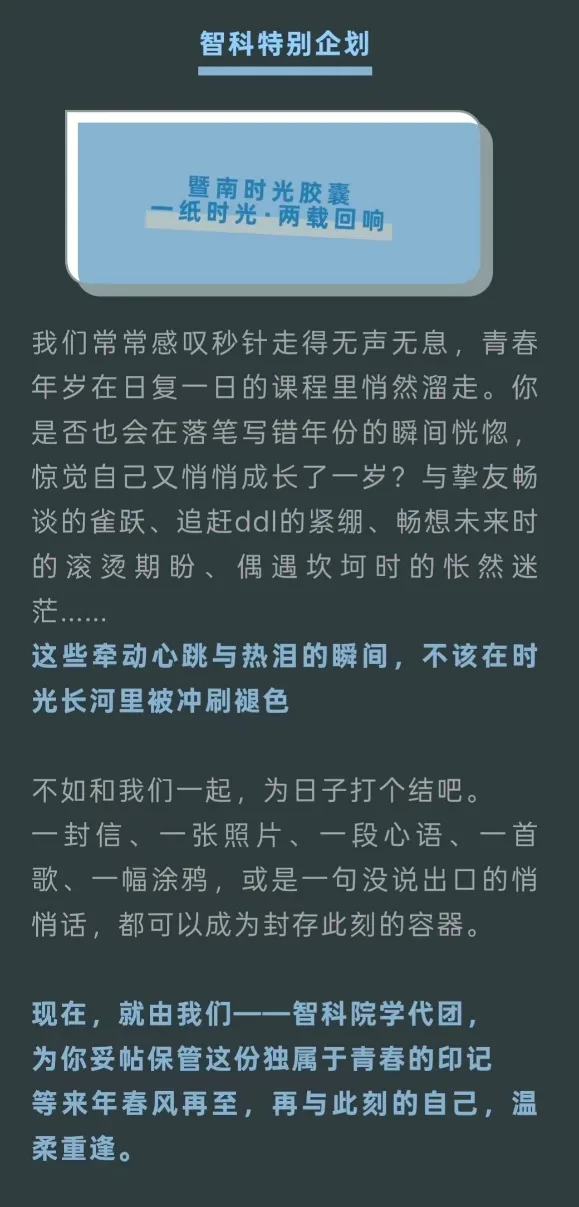 智科特别企划
暨南时光胶囊
一纸时光·两载回响
我们常常感叹秒针走得无声无息，青春
年岁在日复一日的课程里悄然溜走。你
是否也会在落笔写错年份的瞬间恍惚，
惊觉自己又悄悄成长了一岁？与挚友畅
谈的雀跃、追赶ddl的紧绷、畅想未来时
的滚烫期盼、偶遇坎坷时的怅然迷
茫……
这些牵动心跳与热泪的瞬间，不该在时
光长河里被冲刷褪色
不如和我们一起，为日子打个结吧。
一封信、一张照片、一段心语、一首
歌、一幅涂鸦，或是一句没说出口的悄
悄话，都可以成为封存此刻的容器。
现在，就由我们——智科院学代团，
为你妥帖保管这份独属于青春的印记
等来年春风再至，再与此刻的自己，温
柔重逢。